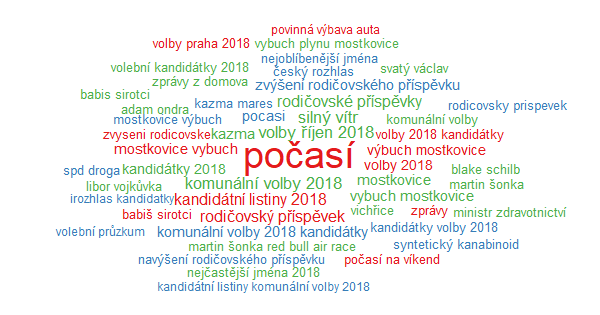 povinná výbava auta
volby praha 2018 vybuch plynu mostkovice
nejoblíbenější jména
volební kandidátky 2018 český rozhlas svatý václav
zprávy z domova zvýšení rodičovského příspěvku
babis sirotci kazma mares rodičovské příspěvky rodicovsky prispevek
adam ondra pocasi silný vítr komunální volby
mostkovice výbuch
zvyseni rodicovske kazma volby říjen 2018 volby 2018 kandidátky
mostkovice vybuch počasí výbuch mostkovice
spd droga kandidátky 2018 volby 2018 blake schilb
libor vojkůvka komunální volby 2018 mostkovice martin šonka
irozhlas kandidatky kandidátní listiny 2018 vybuch mostkovice
babiš sirotci rodičovský příspěvek vichřice zprávy ministr zdravotnictví
volební průzkum komunální volby 2018 kandidátky kandidátky volby 2018
martin šonka red bull air race syntetický kanabinoid
navýšení rodičovského příspěvku počasí na víkend
nejčastější jména 2018
kandidátní listiny komunální volby 2018